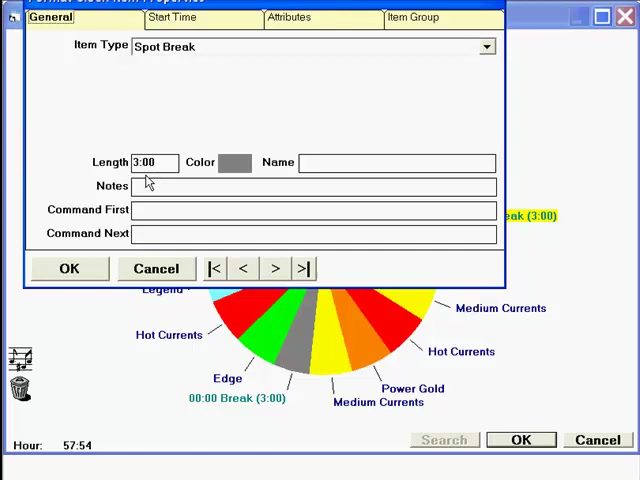 General
Start Time
Attributes
Item Group
Item Type
Spot Break
Length
3:00
Color
Name
Notes
Command First
Command Next
OK
Cancel
|<
<
>
>|
eak (3:00)
Legend
Medium Currents
Hot Currents
Hot Currents
Edge
Power Gold
00:00 Break (3:00)
Medium Currents
Hour: 57:54
Search
OK
Cancel